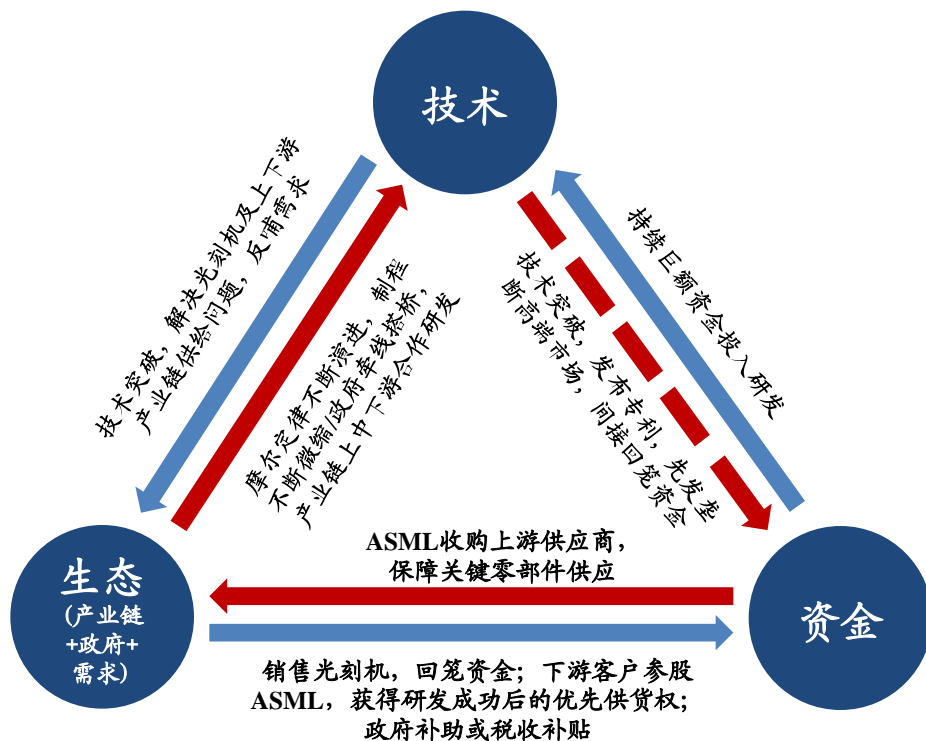 技术
技术突破，解决光刻机及上下游
产业链供给问题，反哺需求
摩尔定律不断演进，制程
不断微缩/政府牵线搭桥，
产业链上中下游合作研发
技术突破，发布专利，先发垄
断高端市场，间接回笼资金
持续巨额资金投入研发
生态
(产业链
+政府+
需求)
ASML收购上游供应商，
保障关键零部件供应
资金
销售光刻机，回笼资金；下游客户参股
ASML，获得研发成功后的优先供货权；
政府补助或税收补贴